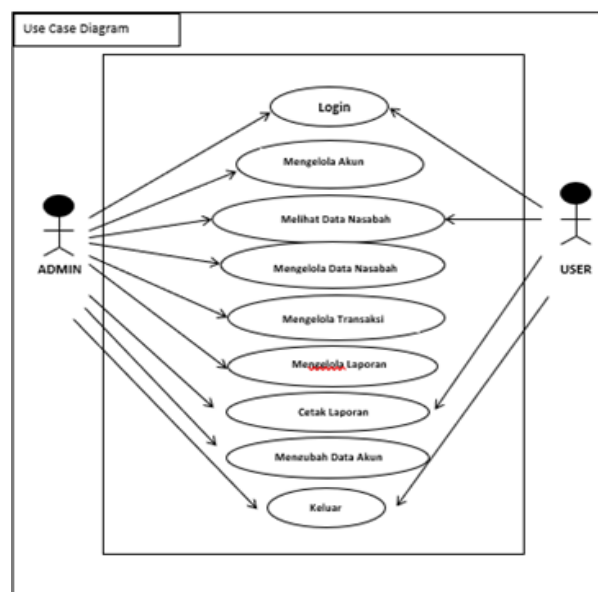 Use Case Diagram
Login
Mengelola Akun
Melihat Data Nasabah
ADMIN
USER
Mengelola Data Nasabah
Mengelola Transaksi
Mengelola Laporan
Cetak Laporan
Mengubah Data Akun
Keluar